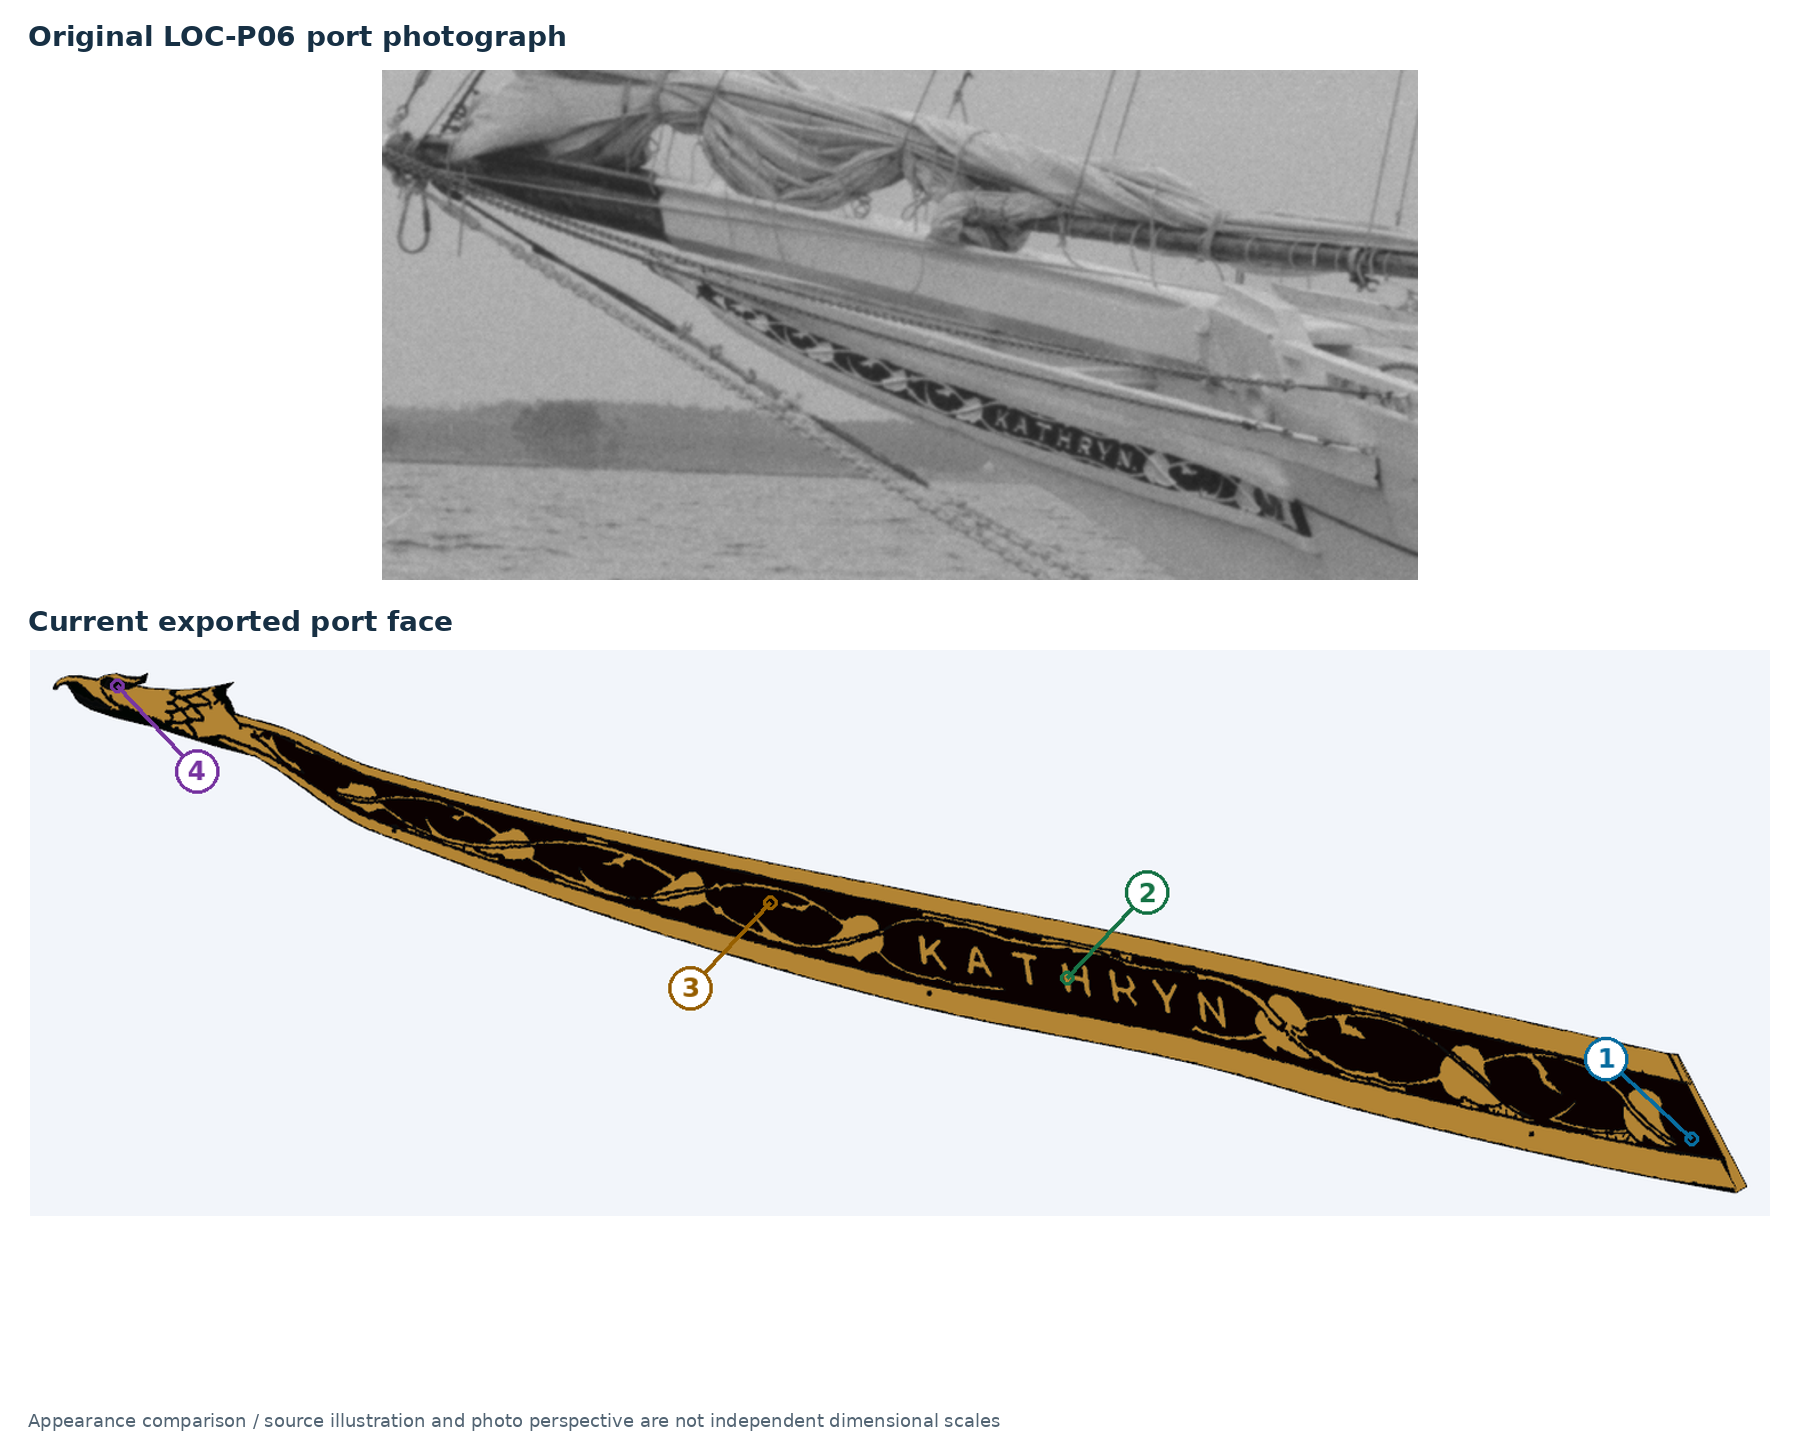 Original LOC-P06 port photograph
KATHRYN.
Current exported port face
4
2
KATHRYN
3
1
Appearance comparison / source illustration and photo perspective are not independent dimensional scales